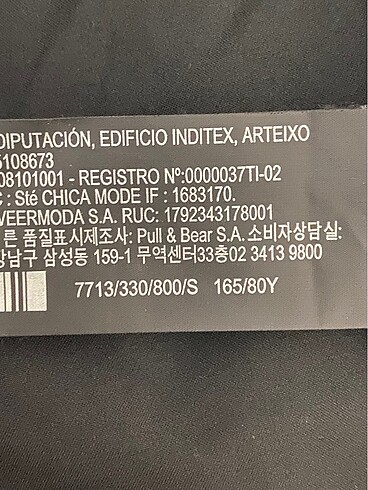 DIPUTACIÓN, EDIFICIO INDITEX, ARTEIXO
5108673
08101001 - REGISTRO Nº:0000037TI-02
C : Sté CHICA MODE IF : 1683170.
VEERMODA S.A. RUC: 1792343178001
른 품질표시제조사: Pull & Bear S.A. 소비자상담실:
강남구 삼성동 159-1 무역센터33층02 3413 9800
7713/330/800/S 165/80Y